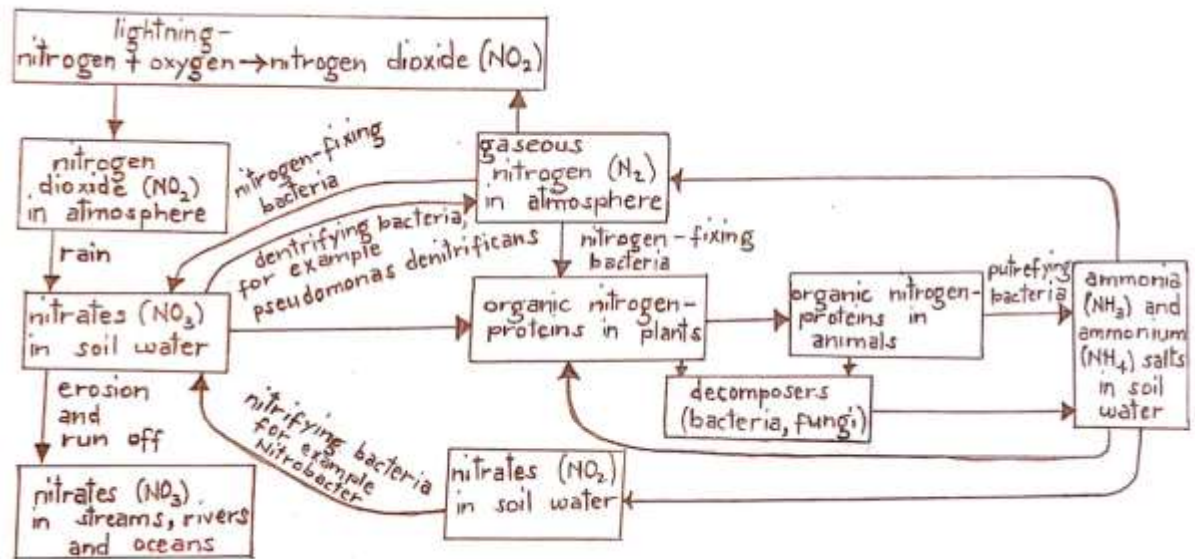 lightning-
nitrogen + oxygen → nitrogen dioxide (NO₂)
nitrogen
dioxide (NO₂)
in atmosphere
gaseous
nitrogen (N₂)
in atmosphere
nitrogen-fixing
bacteria
rain
dentrifying bacteria,
for example
pseudomonas denitrificans
nitrogen-fixing
bacteria
nitrates (NO₃)
in soil water
organic nitrogen-
proteins in plants
organic nitrogen-
proteins in
animals
putrefying
bacteria
ammonia
(NH₃) and
ammonium
(NH₄) salts
in soil
water
decomposers
(bacteria, fungi)
erosion
and
run off
nitrifying bacteria
for example
Nitrobacter
nitrates (NO₂)
in soil water
nitrates (NO₃)
in streams, rivers
and oceans